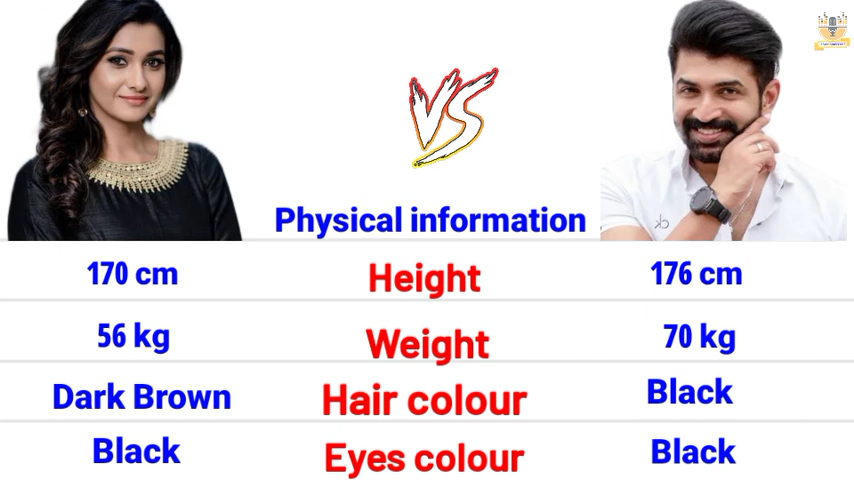 VS
Physical information
170 cm Height 176 cm
56 kg Weight 70 kg
Dark Brown Hair colour Black
Black Eyes colour Black